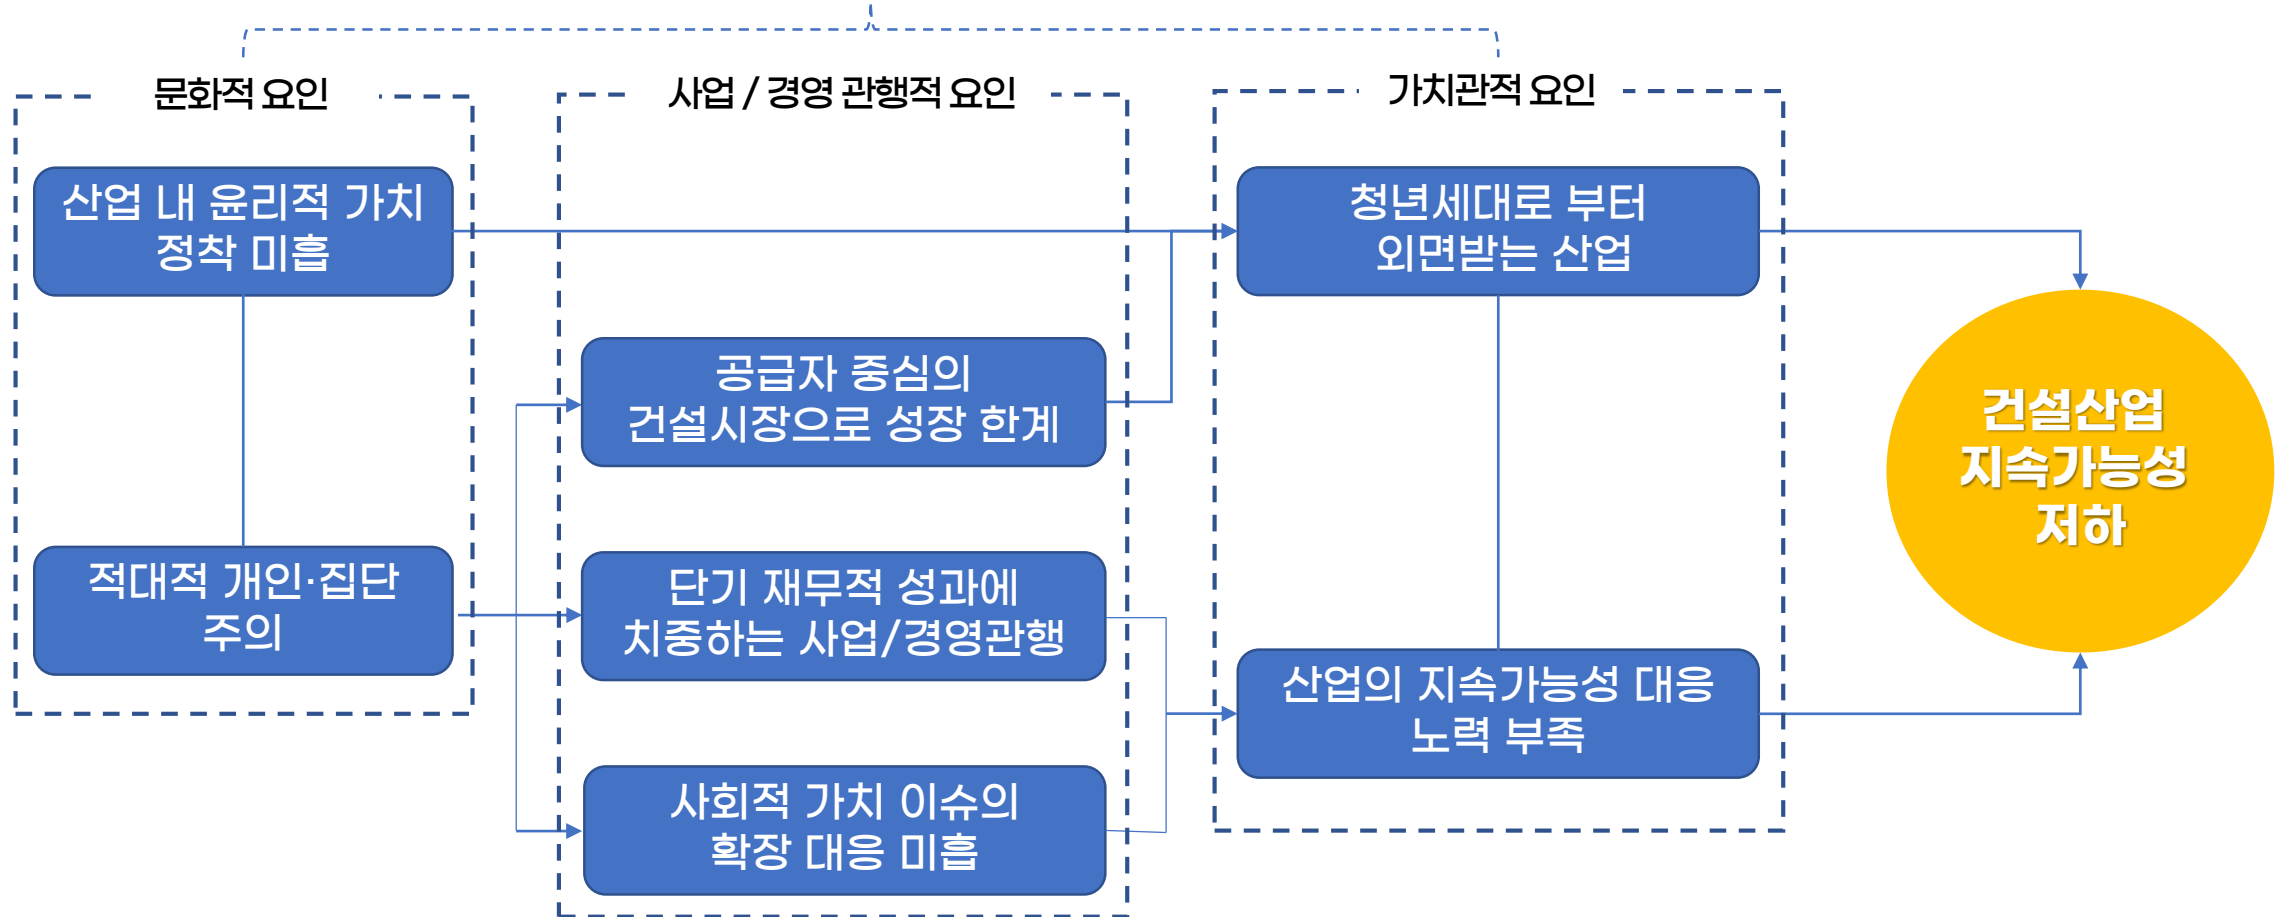 문화적 요인
사업 / 경영 관행적 요인
가치관적 요인
산업 내 윤리적 가치
정착 미흡
적대적 개인·집단
주의
공급자 중심의
건설시장으로 성장 한계
단기 재무적 성과에
치중하는 사업/경영관행
사회적 가치 이슈의
확장 대응 미흡
청년세대로 부터
외면받는 산업
산업의 지속가능성 대응
노력 부족
건설산업
지속가능성
저하